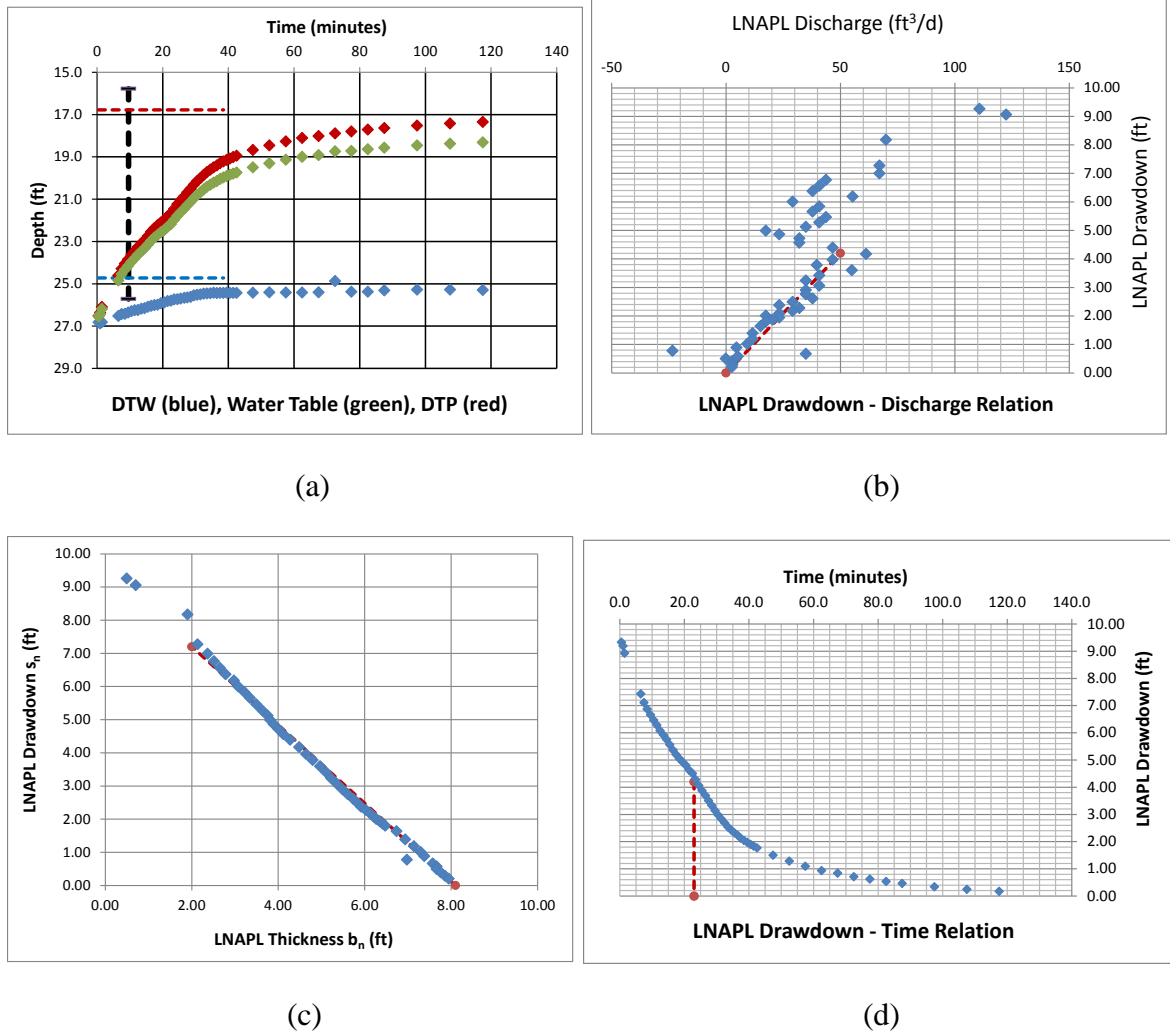 Time (minutes)
0 20 40 60 80 100 120 140
15.0
17.0
19.0
21.0
23.0
25.0
27.0
29.0
Depth (ft)
DTW (blue), Water Table (green), DTP (red)
(a)
LNAPL Discharge (ft³/d)
-50 0 50 100 150
10.00
9.00
8.00
7.00
6.00
5.00
4.00
3.00
2.00
1.00
0.00
LNAPL Drawdown (ft)
LNAPL Drawdown - Discharge Relation
(b)
10.00
9.00
8.00
7.00
6.00
5.00
4.00
3.00
2.00
1.00
0.00
LNAPL Drawdown sₙ (ft)
0.00 2.00 4.00 6.00 8.00 10.00
LNAPL Thickness bₙ (ft)
(c)
Time (minutes)
0.0 20.0 40.0 60.0 80.0 100.0 120.0 140.0
10.00
9.00
8.00
7.00
6.00
5.00
4.00
3.00
2.00
1.00
0.00
LNAPL Drawdown (ft)
LNAPL Drawdown - Time Relation
(d)